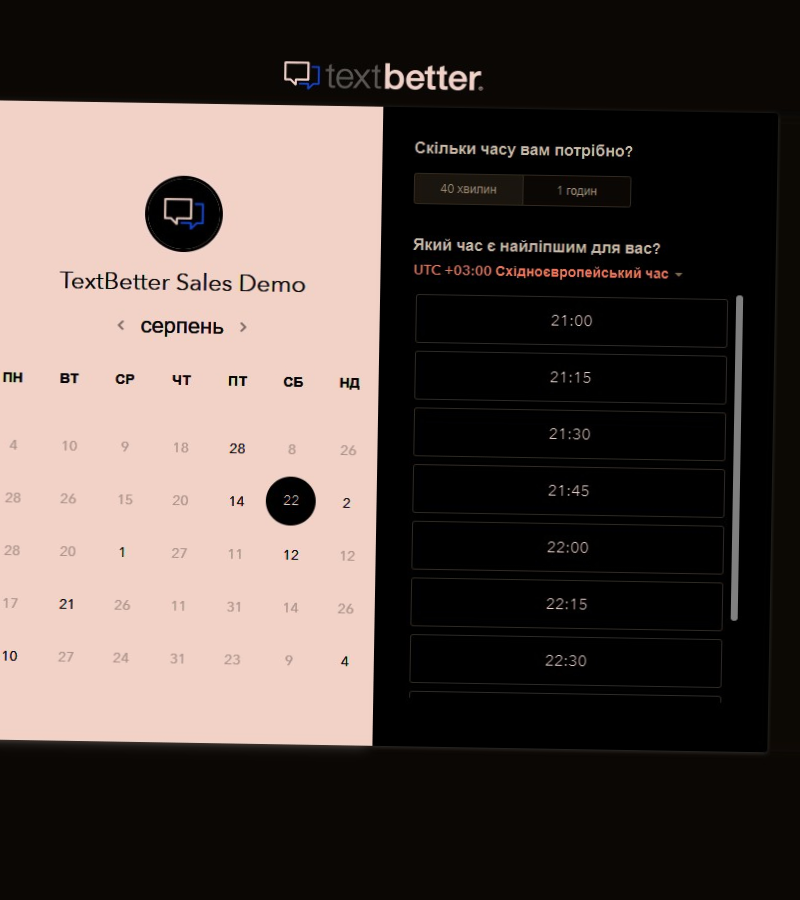 textbetter.
TextBetter Sales Demo
серпень
ПН ВТ СР ЧТ ПТ СБ НД
4 10 9 18 28 8 26
28 26 15 20 14 22 2
28 20 1 27 11 12 12
17 21 26 11 31 14 26
10 27 24 31 23 9 4
Скільки часу вам потрібно?
40 хвилин 1 годин
Який час є найліпшим для вас?
UTC +03:00 Східноєвропейський час
21:00
21:15
21:30
21:45
22:00
22:15
22:30